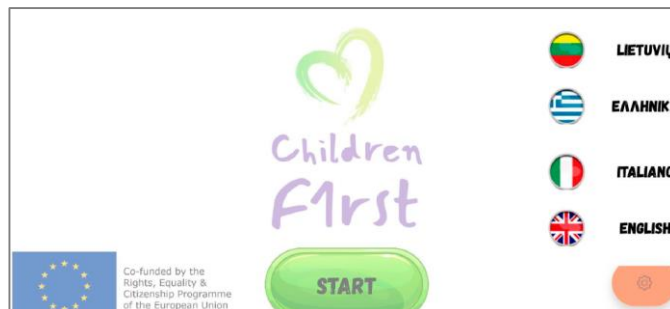 LIETUVIŲ
ΕΛΛΗΝΙΚ
ITALIANO
ENGLISH
Children
F1rst
START
Co-funded by the
Rights, Equality &
Citizenship Programme
of the European Union